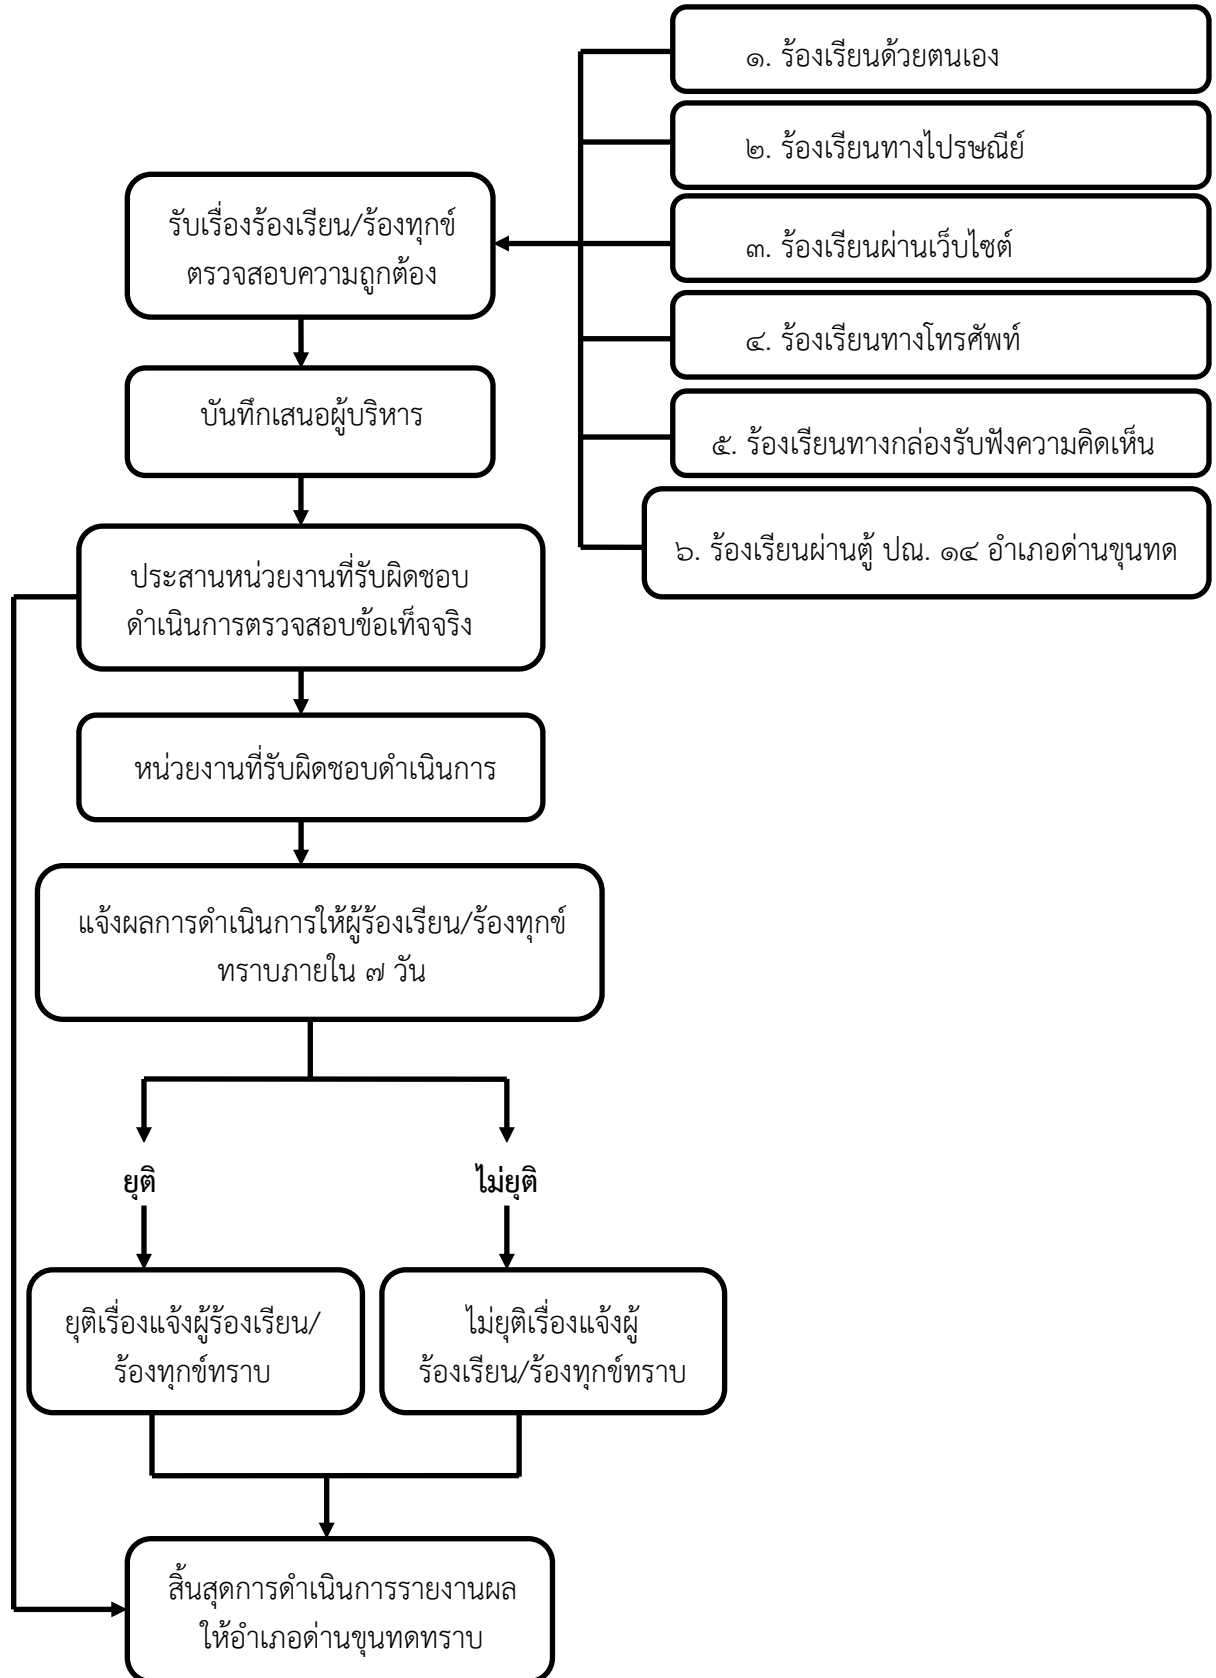 ๑. ร้องเรียนด้วยตนเอง
๒. ร้องเรียนทางไปรษณีย์
๓. ร้องเรียนผ่านเว็บไซต์
๔. ร้องเรียนทางโทรศัพท์
๕. ร้องเรียนทางกล่องรับฟังความคิดเห็น
๖. ร้องเรียนผ่านตู้ ปณ. ๑๔ อำเภอด่านขุนทด
รับเรื่องร้องเรียน/ร้องทุกข์
ตรวจสอบความถูกต้อง
บันทึกเสนอผู้บริหาร
ประสานหน่วยงานที่รับผิดชอบ
ดำเนินการตรวจสอบข้อเท็จจริง
หน่วยงานที่รับผิดชอบดำเนินการ
แจ้งผลการดำเนินการให้ผู้ร้องเรียน/ร้องทุกข์
ทราบภายใน ๗ วัน
ยุติ
ไม่ยุติ
ยุติเรื่องแจ้งผู้ร้องเรียน/
ร้องทุกข์ทราบ
ไม่ยุติเรื่องแจ้งผู้
ร้องเรียน/ร้องทุกข์ทราบ
สิ้นสุดการดำเนินการรายงานผล
ให้อำเภอด่านขุนทดทราบ